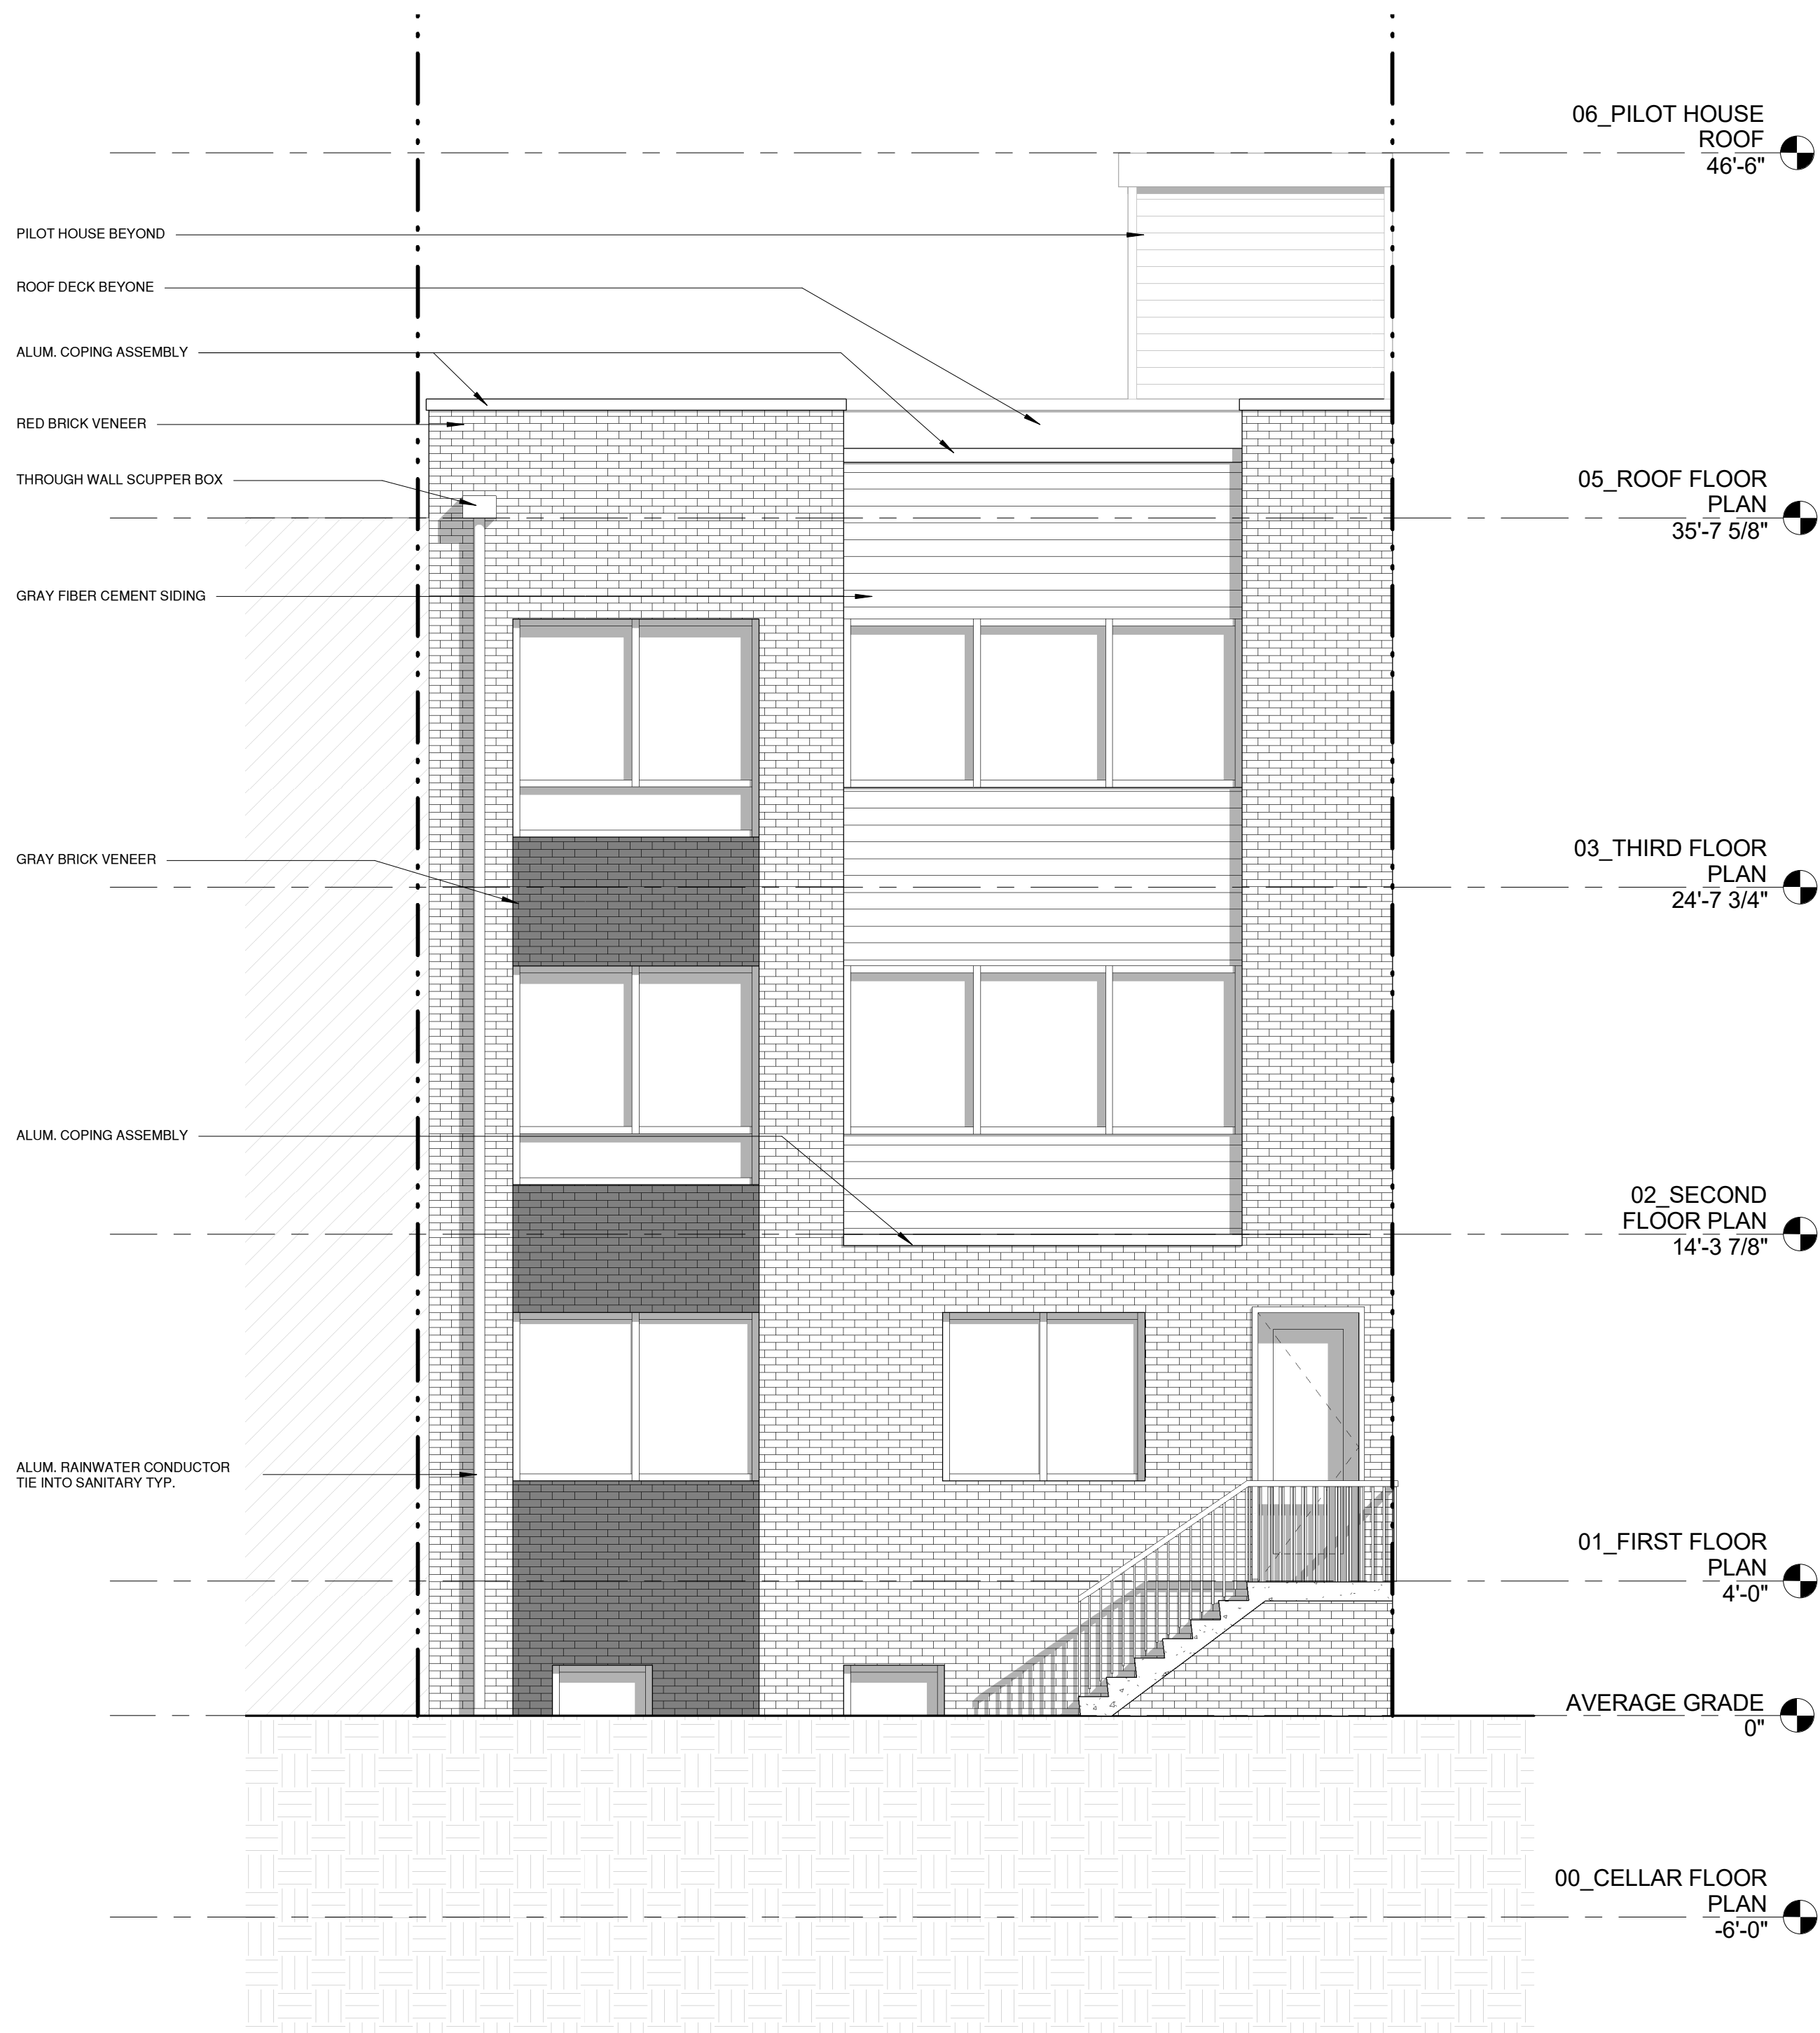 06_PILOT HOUSE
ROOF
46'-6"
PILOT HOUSE BEYOND
ROOF DECK BEYONE
ALUM. COPING ASSEMBLY
RED BRICK VENEER
THROUGH WALL SCUPPER BOX
05_ROOF FLOOR
PLAN
35'-7 5/8"
GRAY FIBER CEMENT SIDING
GRAY BRICK VENEER
03_THIRD FLOOR
PLAN
24'-7 3/4"
ALUM. COPING ASSEMBLY
02_SECOND
FLOOR PLAN
14'-3 7/8"
ALUM. RAINWATER CONDUCTOR
TIE INTO SANITARY TYP.
01_FIRST FLOOR
PLAN
4'-0"
AVERAGE GRADE
0"
00_CELLAR FLOOR
PLAN
-6'-0"